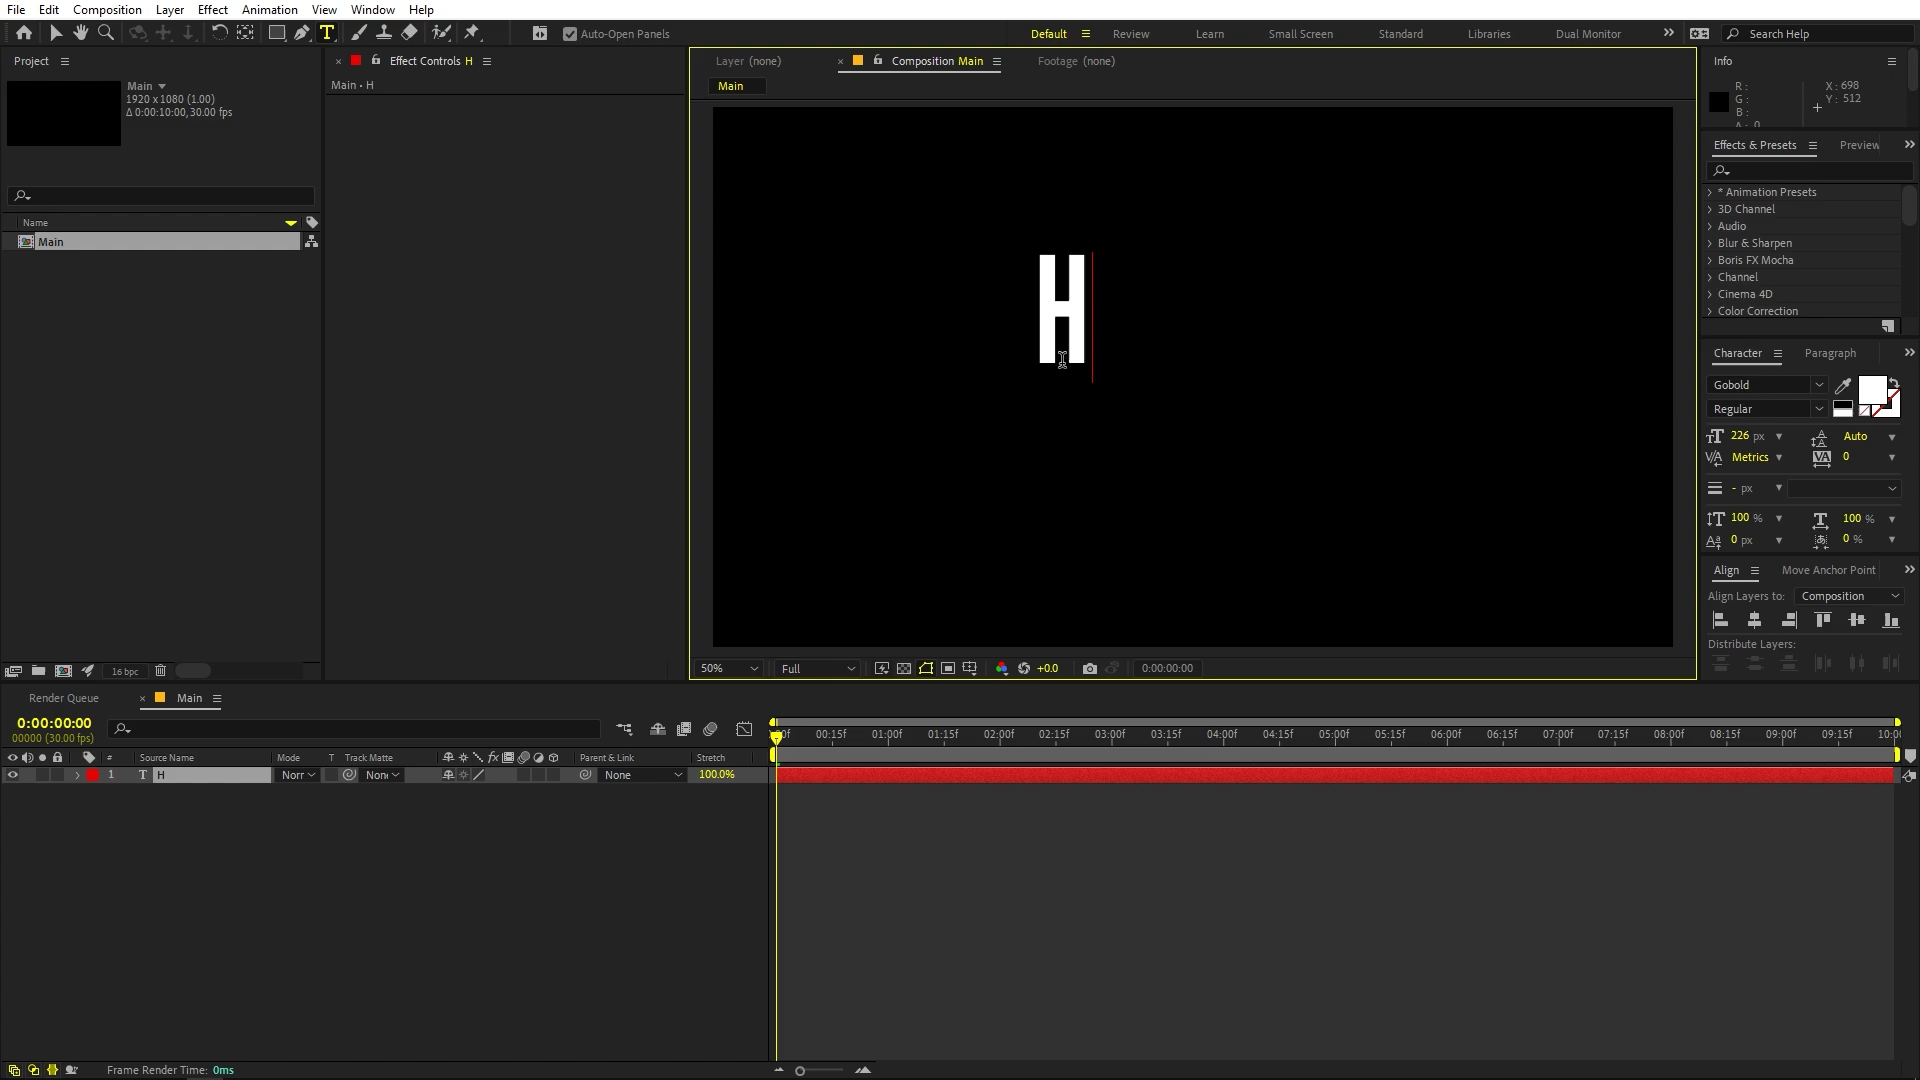 File Edit Composition Layer Effect Animation View Window Help
T Auto-Open Panels Default Review Learn Small Screen Standard Libraries Dual Monitor Search Help
Project
Main
1920 x 1080 (1.00)
Δ 0:00:10:00, 30.00 fps
Name
Main
16 bpc
Effect Controls H
Main • H
Layer (none) Composition Main Footage (none)
Main
H
50% Full +0.0 0:00:00:00
Info
R :
G :
B :
A : 0
X : 698
Y : 512
Effects & Presets Preview
* Animation Presets
3D Channel
Audio
Blur & Sharpen
Boris FX Mocha
Channel
Cinema 4D
Color Correction
Character Paragraph
Gobold
Regular
226 px Auto
Metrics 0
- px
100 % 100 %
0 px 0 %
Align Move Anchor Point
Align Layers to: Composition
Distribute Layers:
Render Queue Main
0:00:00:00
00000 (30.00 fps)
# Source Name Mode T Track Matte Parent & Link Stretch
1 T H Norr None None 100.0%
00f 00:15f 01:00f 01:15f 02:00f 02:15f 03:00f 03:15f 04:00f 04:15f 05:00f 05:15f 06:00f 06:15f 07:00f 07:15f 08:00f 08:15f 09:00f 09:15f 10:00
Frame Render Time: 0ms